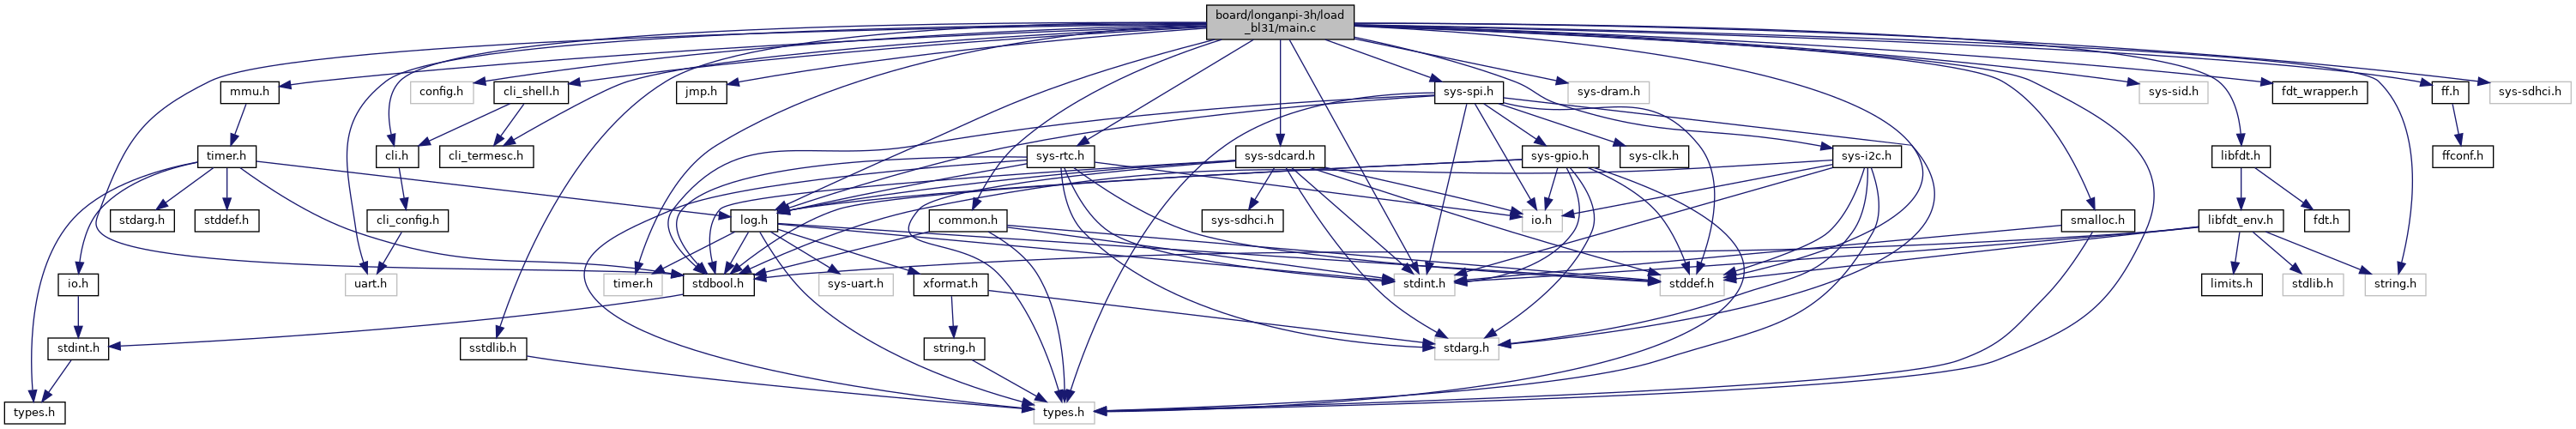 board/longanpi-3h/load
_bl31/main.c
mmu.h
config.h
cli_shell.h
jmp.h
sys-spi.h
sys-dram.h
sys-sid.h
fdt_wrapper.h
ff.h
sys-sdhci.h
timer.h
cli.h
cli_termesc.h
sys-rtc.h
sys-sdcard.h
sys-gpio.h
sys-clk.h
sys-i2c.h
libfdt.h
ffconf.h
stdarg.h
stddef.h
cli_config.h
log.h
common.h
sys-sdhci.h
io.h
smalloc.h
libfdt_env.h
fdt.h
io.h
uart.h
timer.h
stdbool.h
sys-uart.h
xformat.h
stdint.h
stddef.h
limits.h
stdlib.h
string.h
stdint.h
sstdlib.h
string.h
stdarg.h
types.h
types.h